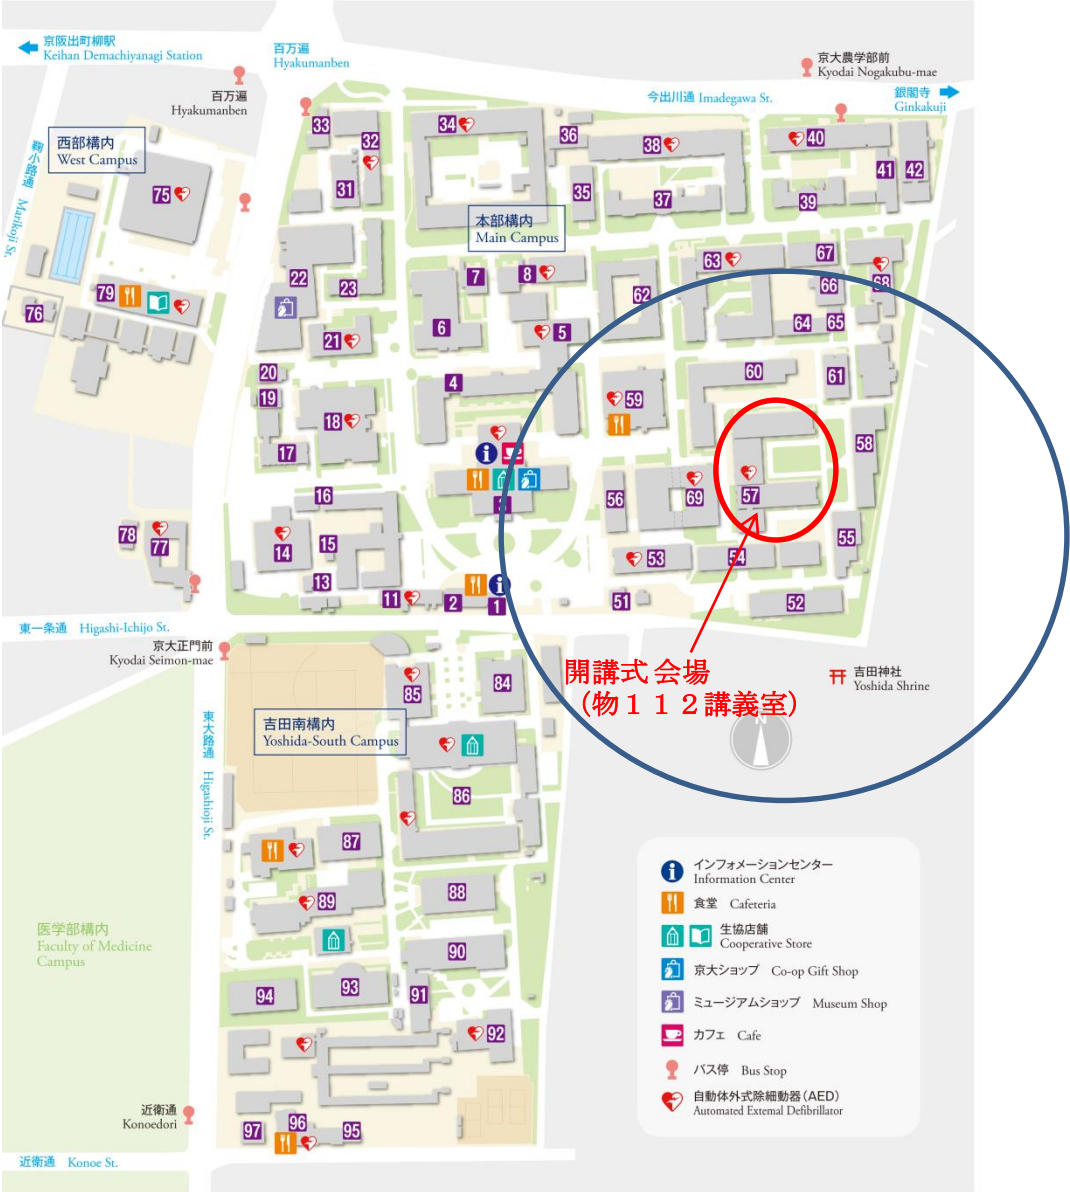 京阪出町柳駅
Keihan Demachiyanagi Station
百万遍
Hyakumanben
京大農学部前
Kyodai Nogakubu-mae
百万遍
Hyakumanben
今出川通 Imadegawa St.
銀閣寺
Ginkakuji
西部構内
West Campus
鞠小路通 Marikoji St.
本部構内
Main Campus
33
32
34
36
38
40
31
35
37
39
41
42
75
79
76
22
23
21
7
8
6
5
62
63
67
66
68
64
65
20
19
18
17
4
59
60
61
58
16
14
15
13
78
77
3
56
69
57
53
54
55
11
2
1
51
52
東一条通 Higashi-Ichijo St.
京大正門前
Kyodai Seimon-mae
開講式 会場
(物112講義室)
吉田神社
Yoshida Shrine
N
85
84
吉田南構内
Yoshida-South Campus
東大路通 Higashioji St.
86
87
88
89
90
93
94
91
92
97
96
95
医学部構内
Faculty of Medicine
Campus
近衛通
Konoedori
近衛通 Konoe St.
インフォメーションセンター
Information Center
食堂 Cafeteria
生協店舗
Cooperative Store
京大ショップ Co-op Gift Shop
ミュージアムショップ Museum Shop
カフェ Cafe
バス停 Bus Stop
自動体外式除細動器(AED)
Automated External Defibrillator